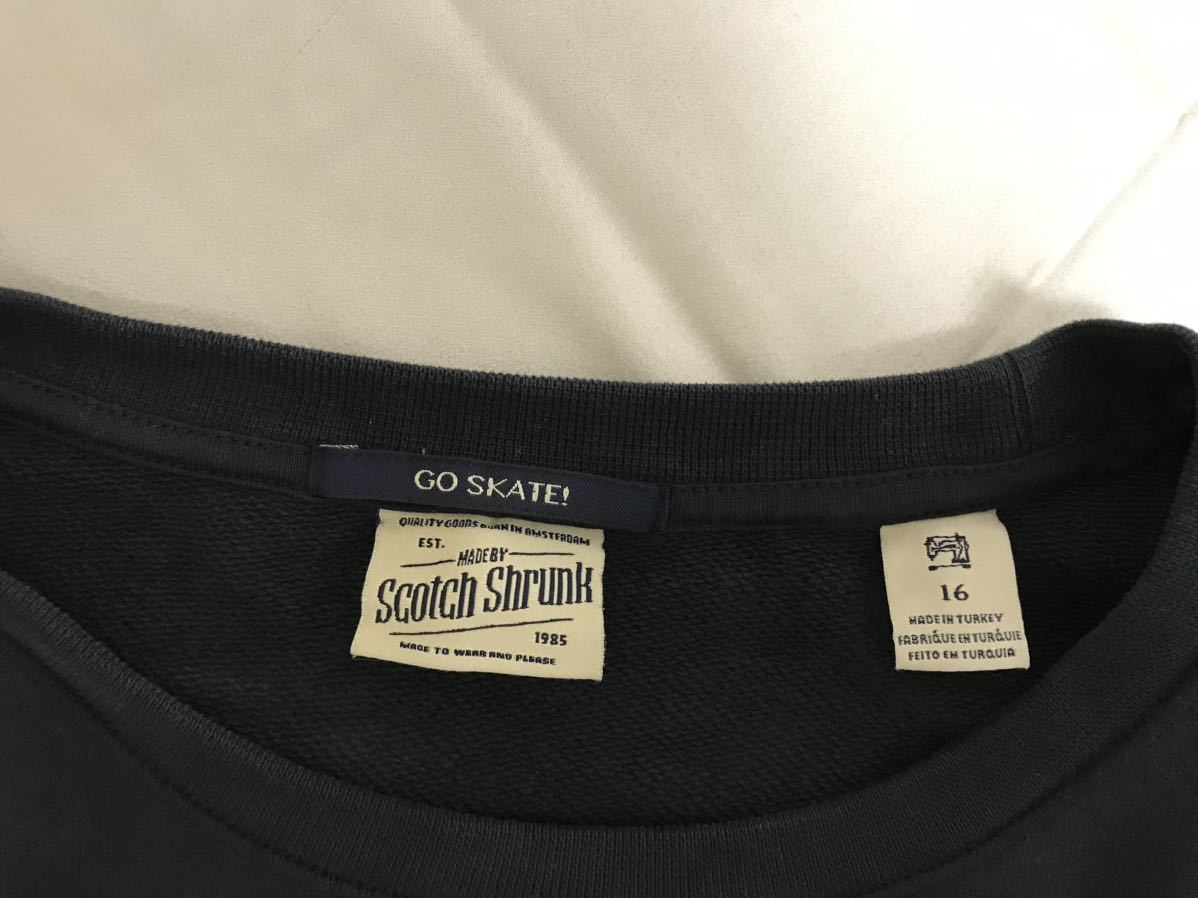 GO SKATE!
QUALITY GOODS BORN IN AMSTERDAM
EST.
MADE BY
Scotch Shrunk
1985
MADE TO WEAR AND PLEASE
16
MADE IN TURKEY
FABRIQUE EN TURQUIE
FEITO EM TURQUIA